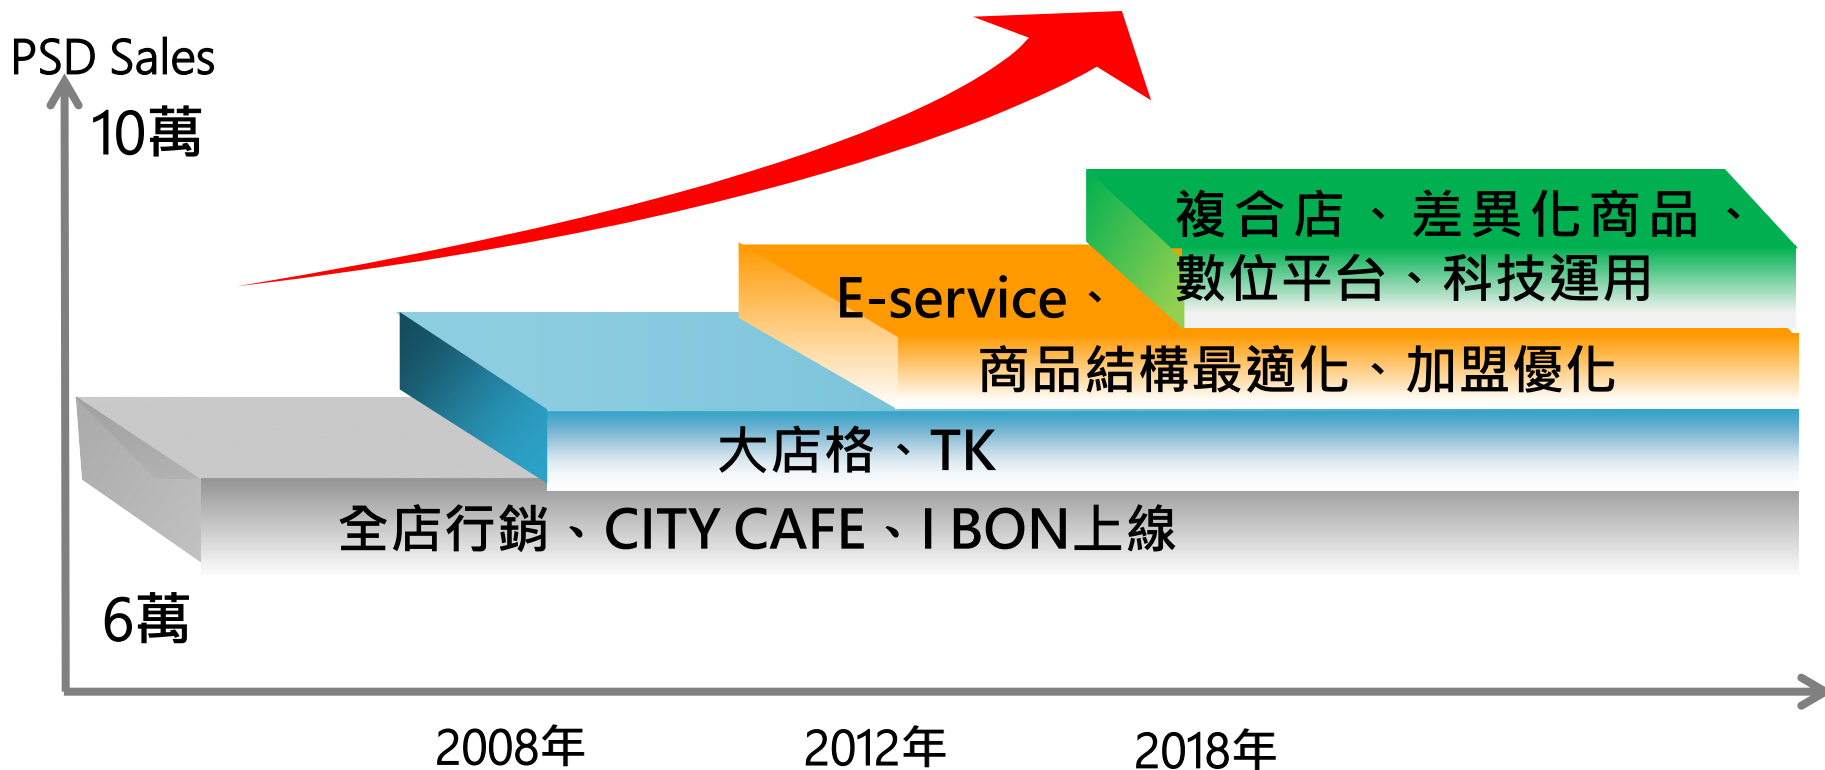 PSD Sales
10萬
複合店、差異化商品、
數位平台、科技運用
E-service、
商品結構最適化、加盟優化
大店格、TK
全店行銷、CITY CAFE、I BON上線
6萬
2008年
2012年
2018年